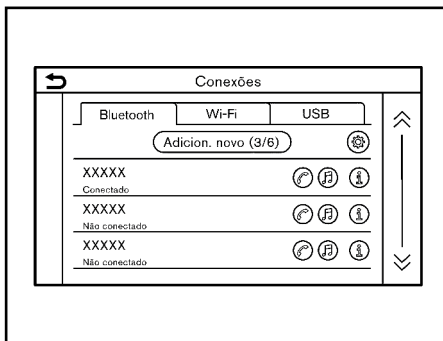 Conexões
Bluetooth Wi-Fi USB
Adicion. novo (3/6)
XXXXX
Conectado
XXXXX
Não conectado
XXXXX
Não conectado